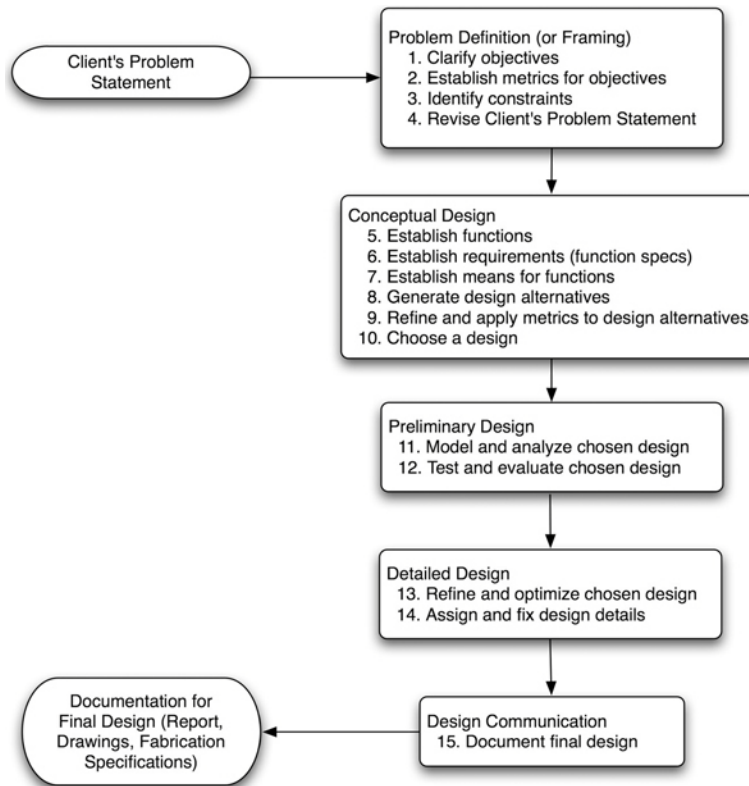 Client's Problem
Statement
Problem Definition (or Framing)
1. Clarify objectives
2. Establish metrics for objectives
3. Identify constraints
4. Revise Client's Problem Statement
Conceptual Design
5. Establish functions
6. Establish requirements (function specs)
7. Establish means for functions
8. Generate design alternatives
9. Refine and apply metrics to design alternatives
10. Choose a design
Preliminary Design
11. Model and analyze chosen design
12. Test and evaluate chosen design
Detailed Design
13. Refine and optimize chosen design
14. Assign and fix design details
Design Communication
15. Document final design
Documentation for
Final Design (Report,
Drawings, Fabrication
Specifications)